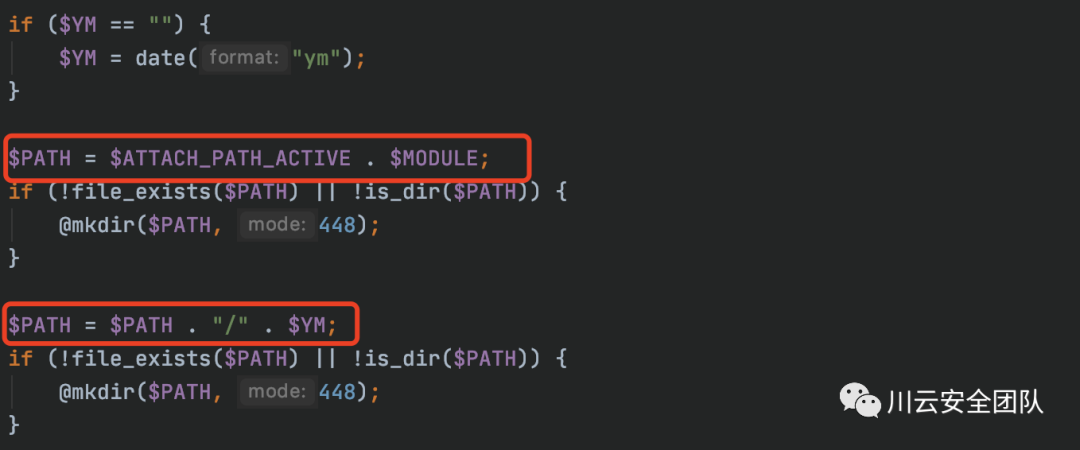 if ($YM == "") {
    $YM = date( format: "ym");
}
$PATH = $ATTACH_PATH_ACTIVE . $MODULE;
if (!file_exists($PATH) || !is_dir($PATH)) {
    @mkdir($PATH, mode: 448);
}
$PATH = $PATH . "/" . $YM;
if (!file_exists($PATH) || !is_dir($PATH)) {
    @mkdir($PATH, mode: 448);
}
川云安全团队